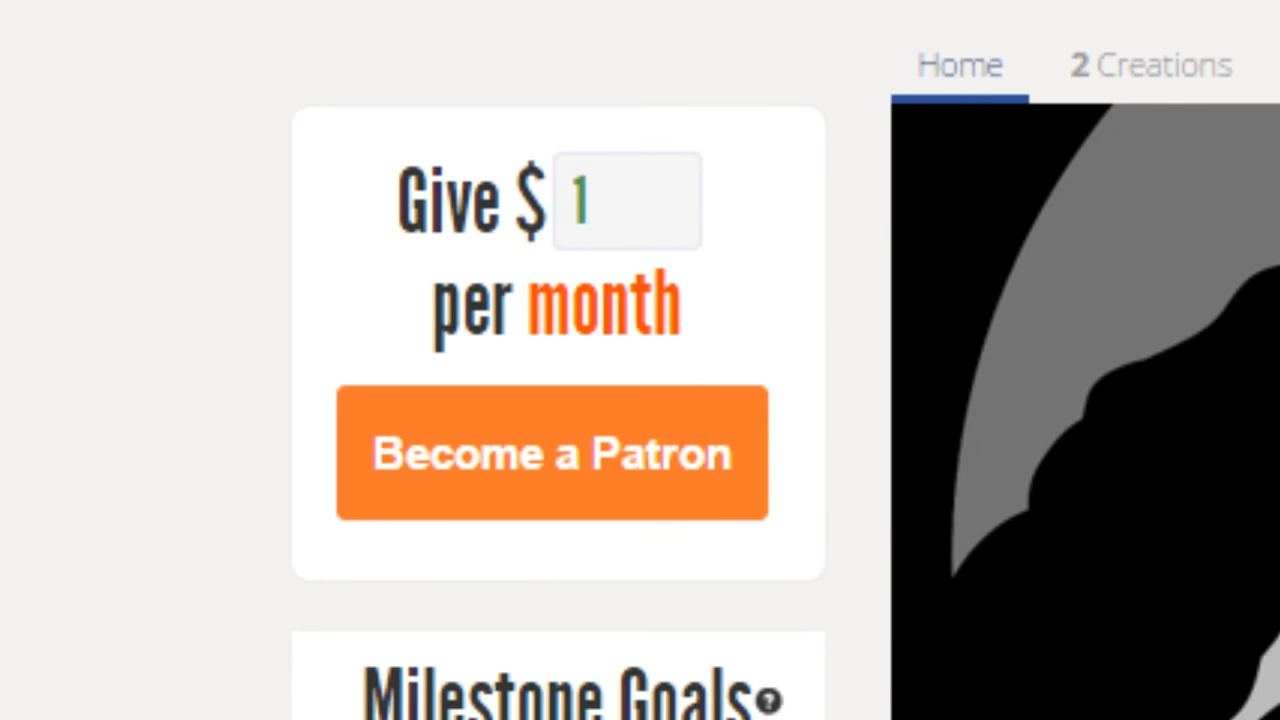 Home 2 Creations
Give $ 1
per month
Become a Patron
Milestone Goals